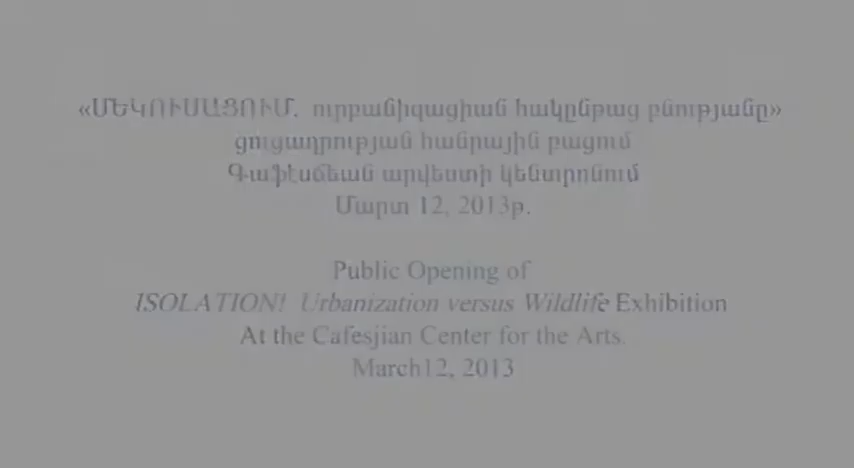 «ՄԵԿՈՒՍԱՑՈՒՄ. ուրբանիզացիան հակընթաց բնությանը»
ցուցադրության հանրային բացում
Գաֆէսճեան արվեստի կենտրոնում
Մարտ 12, 2013թ.
Public Opening of
ISOLATION! Urbanization versus Wildlife Exhibition
At the Cafesjian Center for the Arts.
March12, 2013